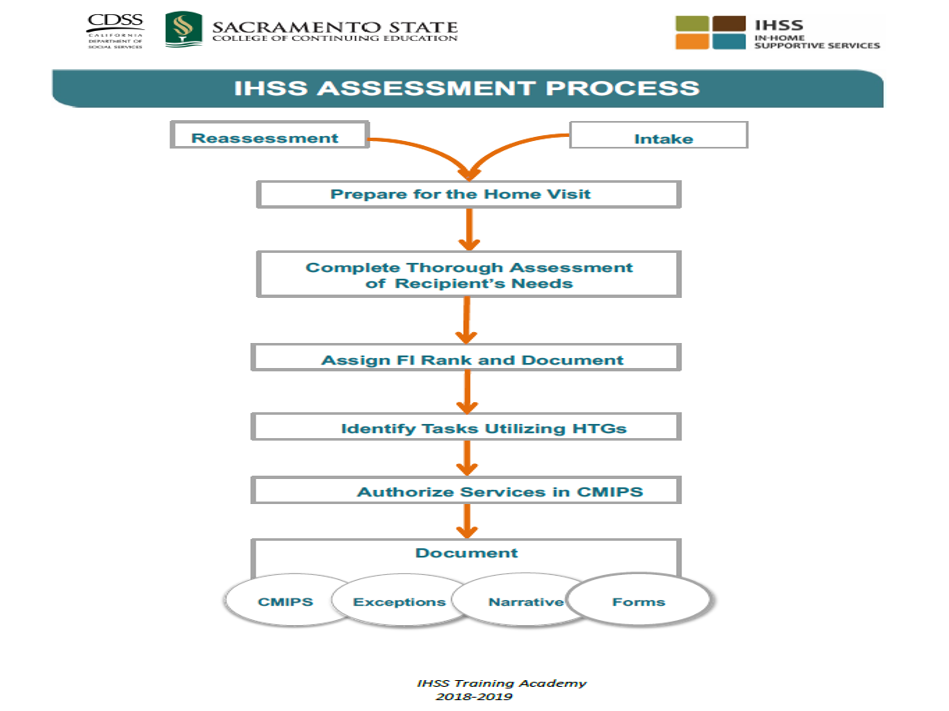 CDSS
CALIFORNIA
DEPARTMENT OF
SOCIAL SERVICES
SACRAMENTO STATE
COLLEGE OF CONTINUING EDUCATION
IHSS
IN-HOME
SUPPORTIVE SERVICES
IHSS ASSESSMENT PROCESS
Reassessment
Intake
Prepare for the Home Visit
Complete Thorough Assessment
of Recipient's Needs
Assign FI Rank and Document
Identify Tasks Utilizing HTGs
Authorize Services in CMIPS
Document
CMIPS
Exceptions
Narrative
Forms
IHSS Training Academy
2018-2019